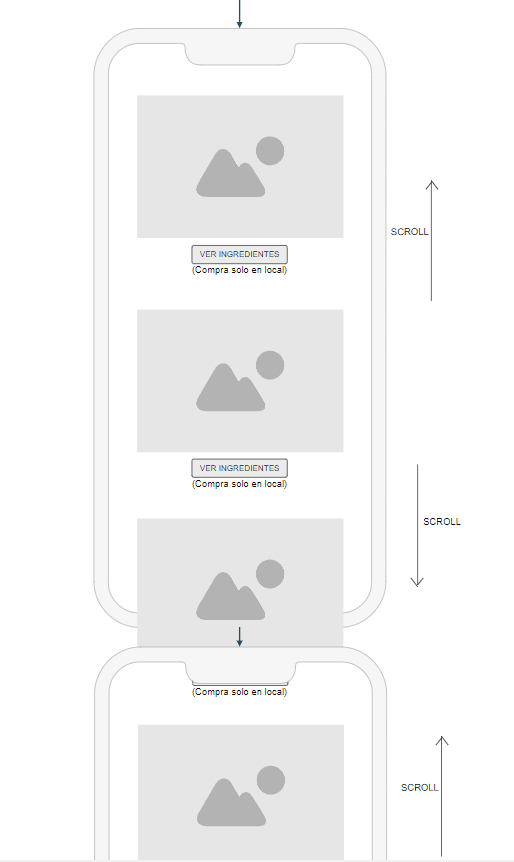 VER INGREDIENTES
(Compra solo en local)
SCROLL
VER INGREDIENTES
(Compra solo en local)
SCROLL
(Compra solo en local)
SCROLL